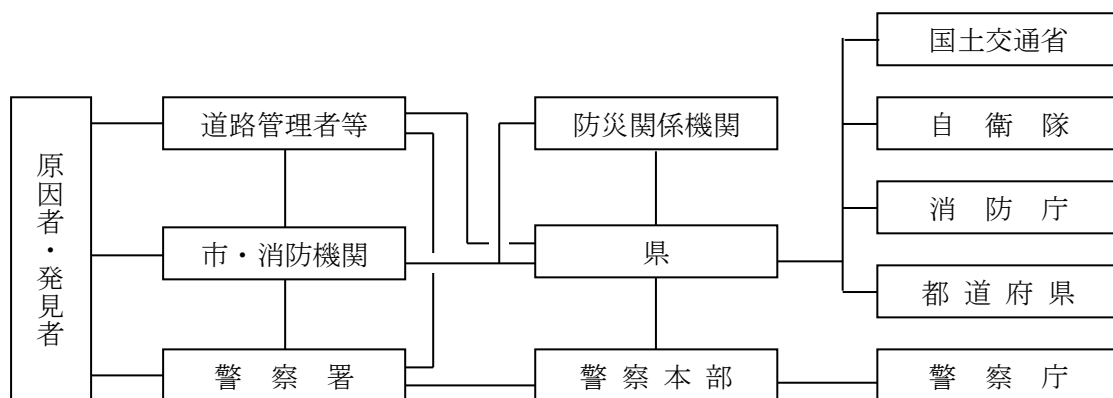 国土交通省
道路管理者等
防災関係機関
自衛隊
原因者・発見者
消防庁
市・消防機関
県
都道府県
警察署
警察本部
警察庁